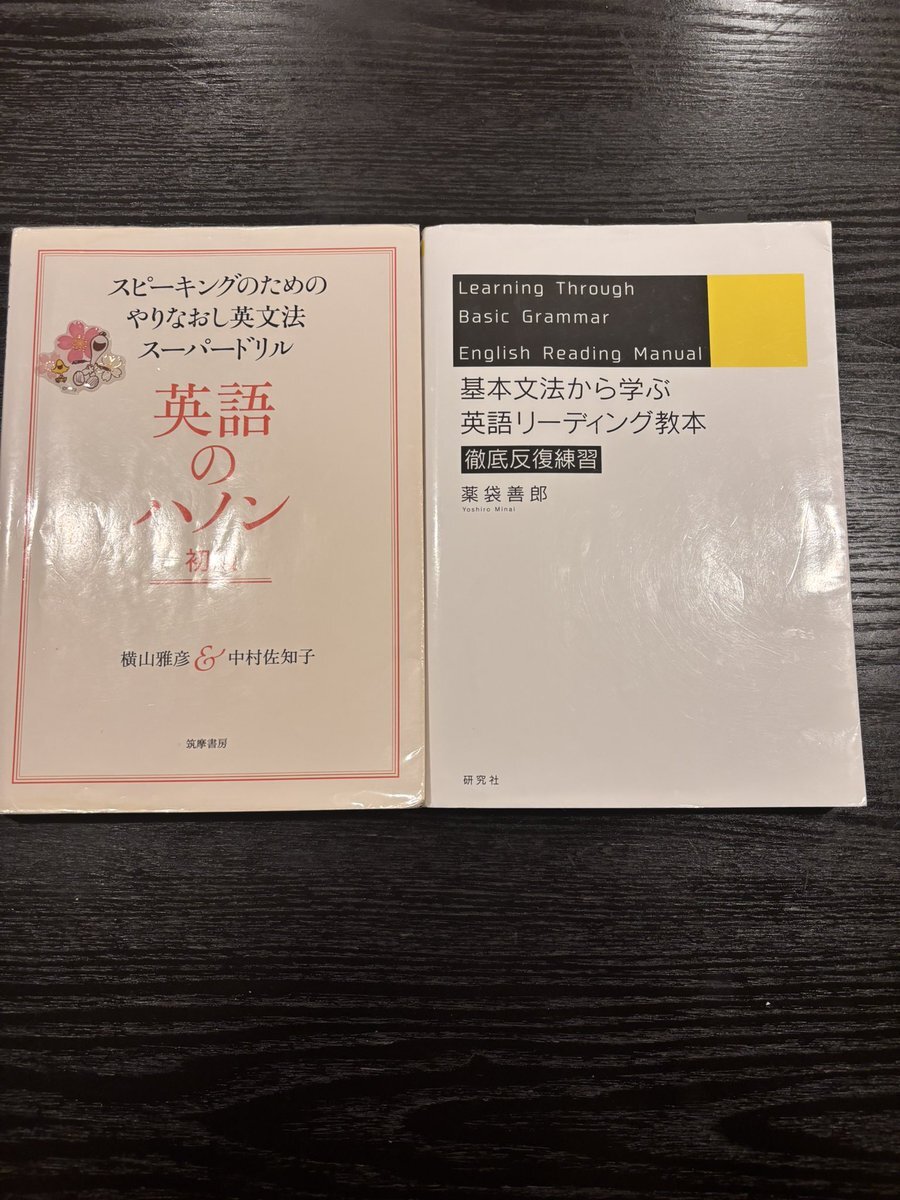 スピーキングのための
やりなおし英文法
スーパードリル
英語
の
ハノン
初
横山雅彦 & 中村佐知子
筑摩書房
Learning Through
Basic Grammar
English Reading Manual
基本文法から学ぶ
英語リーディング教本
徹底反復練習
薬袋善郎
Yoshiro Minai
研究社